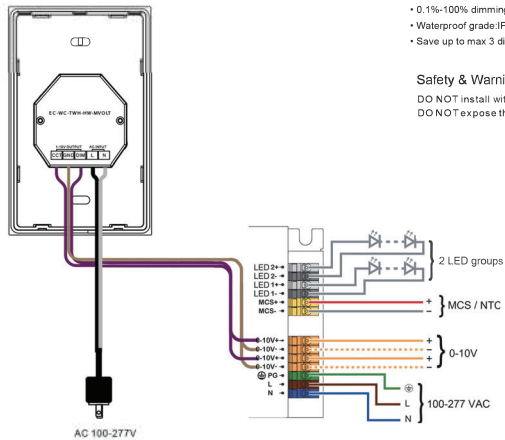 • 0.1%-100% dimming
• Waterproof grade:IP
• Save up to max 3 di
Safety & Warni
DO NOT install wit
DO NOT expose th
EC-WC-TWH-HW-MVOLT
1-10V OUTPUT AC INPUT
CCT GND DIM L N
LED 2+
LED 2-
LED 1+
LED 1-
MCS+
MCS-
2 LED groups
+
MCS / NTC
−
0-10V+
0-10V-
0-10V+
0-10V-
PG
L
N
+
−
+
−
0-10V
L
N
100-277 VAC
AC 100-277V